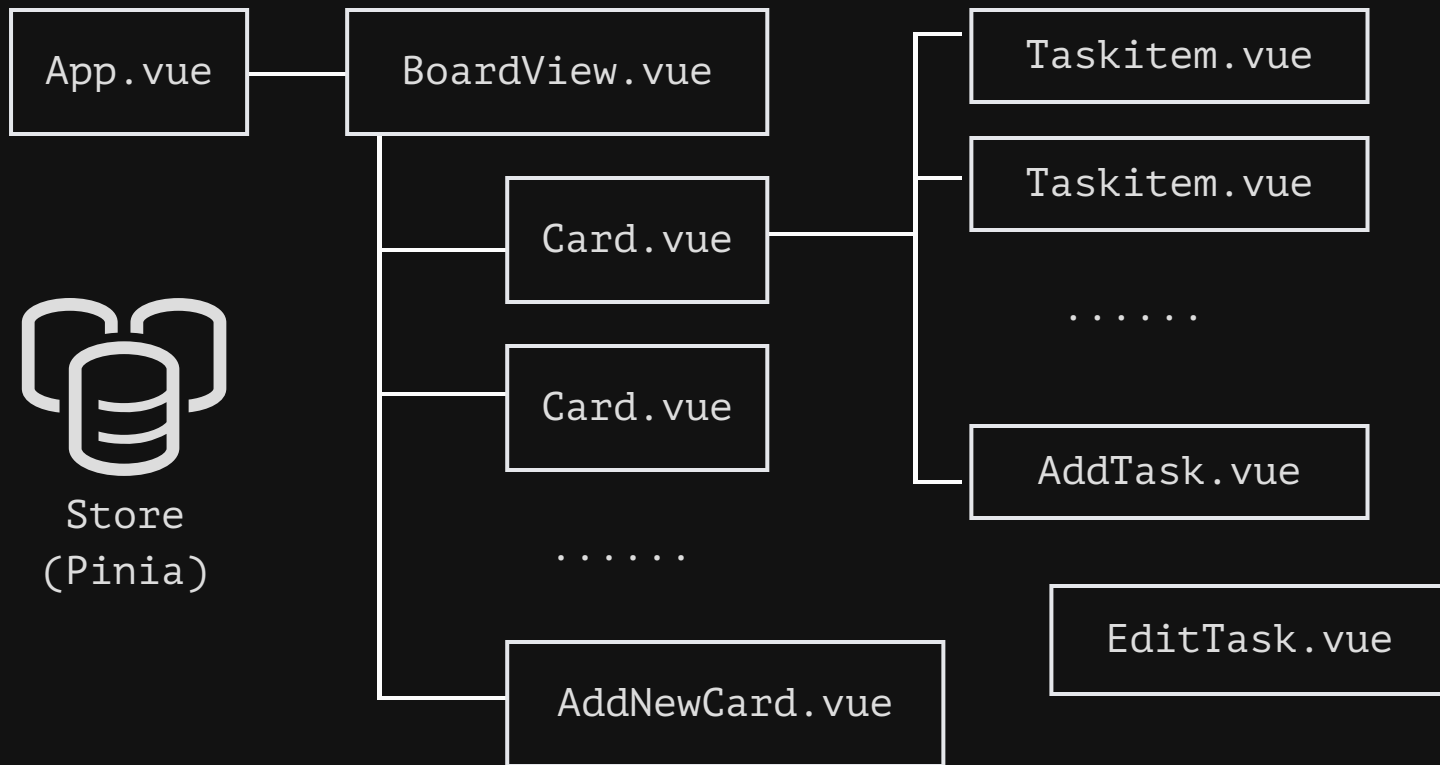 App.vue
BoardView.vue
Taskitem.vue
Taskitem.vue
Card.vue
......
Card.vue
AddTask.vue
Store
(Pinia)
......
EditTask.vue
AddNewCard.vue